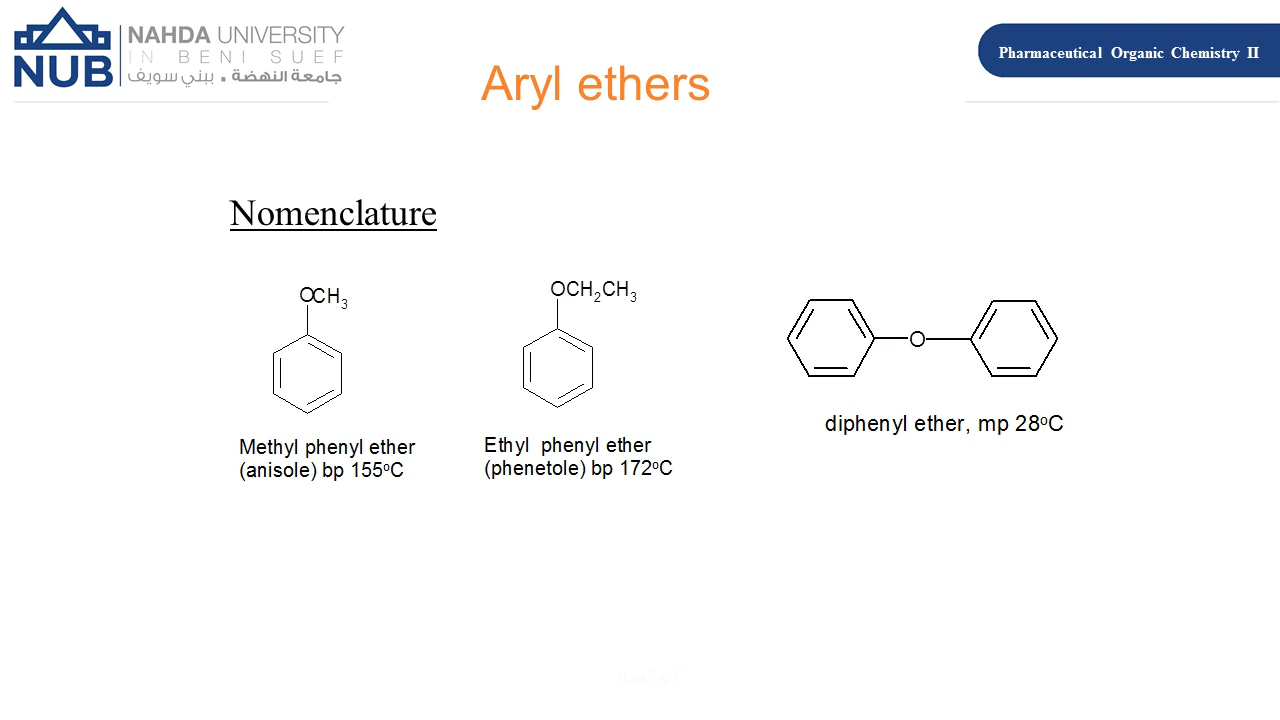 NAHDA UNIVERSITY
IN BENI SUEF
NUB
جامعة النهضة . ببني سويف
Pharmaceutical Organic Chemistry II
Aryl ethers
Nomenclature
OCH3
OCH2CH3
O
Methyl phenyl ether
(anisole) bp 155oC
Ethyl phenyl ether
(phenetole) bp 172oC
diphenyl ether, mp 28oC